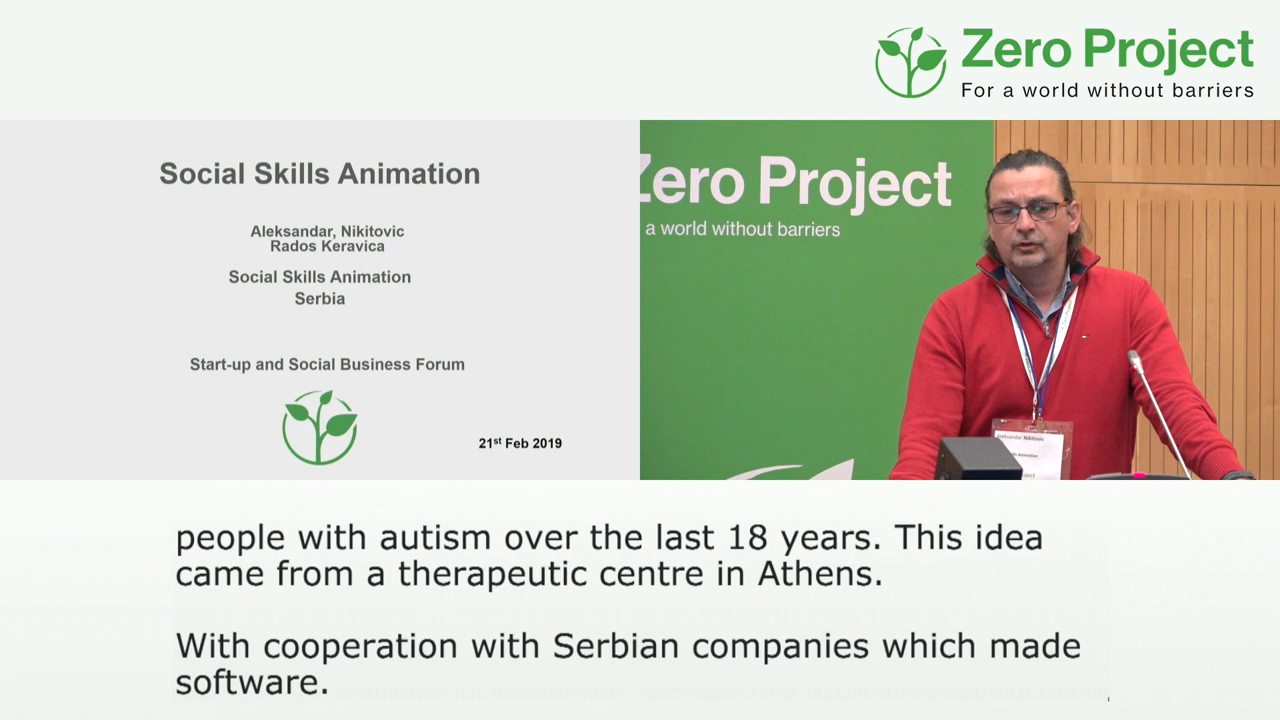 Zero Project
For a world without barriers
Social Skills Animation
Aleksandar, Nikitovic
Rados Keravica
Social Skills Animation
Serbia
Start-up and Social Business Forum
21st Feb 2019
Zero Project
a world without barriers
Aleksandar Nikitovic
people with autism over the last 18 years. This idea
came from a therapeutic centre in Athens.
With cooperation with Serbian companies which made
software.